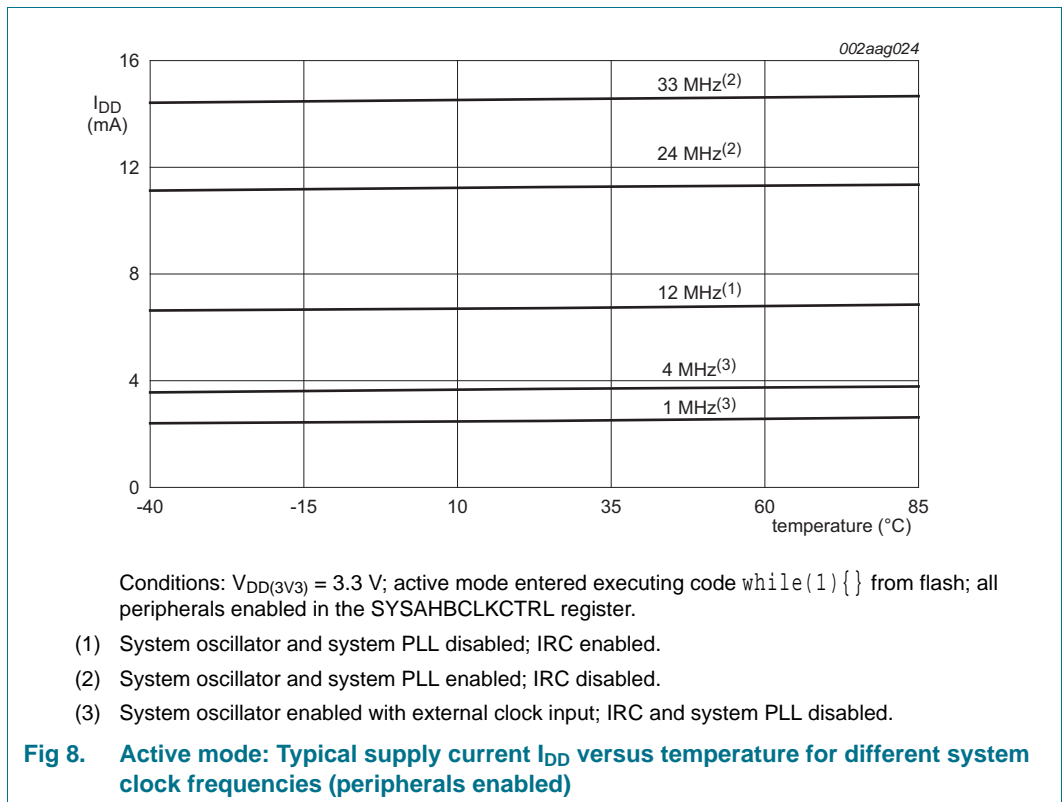 002aag024
16
I_DD
(mA)
33 MHz(2)
12
24 MHz(2)
8
12 MHz(1)
4
4 MHz(3)
1 MHz(3)
0
-40 -15 10 35 60 85
temperature (°C)
Conditions: V_DD(3V3) = 3.3 V; active mode entered executing code while(1){} from flash; all
peripherals enabled in the SYSAHBCLKCTRL register.
(1) System oscillator and system PLL disabled; IRC enabled.
(2) System oscillator and system PLL enabled; IRC disabled.
(3) System oscillator enabled with external clock input; IRC and system PLL disabled.
Fig 8. Active mode: Typical supply current I_DD versus temperature for different system
clock frequencies (peripherals enabled)